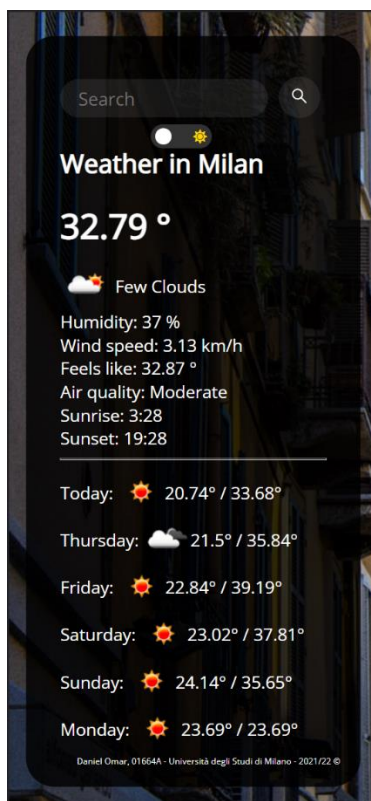 Search
Weather in Milan
32.79 °
Few Clouds
Humidity: 37 %
Wind speed: 3.13 km/h
Feels like: 32.87 °
Air quality: Moderate
Sunrise: 3:28
Sunset: 19:28
Today: 20.74° / 33.68°
Thursday: 21.5° / 35.84°
Friday: 22.84° / 39.19°
Saturday: 23.02° / 37.81°
Sunday: 24.14° / 35.65°
Monday: 23.69° / 23.69°
Daniel Omar, 01664A - Università degli Studi di Milano - 2021/22 ©